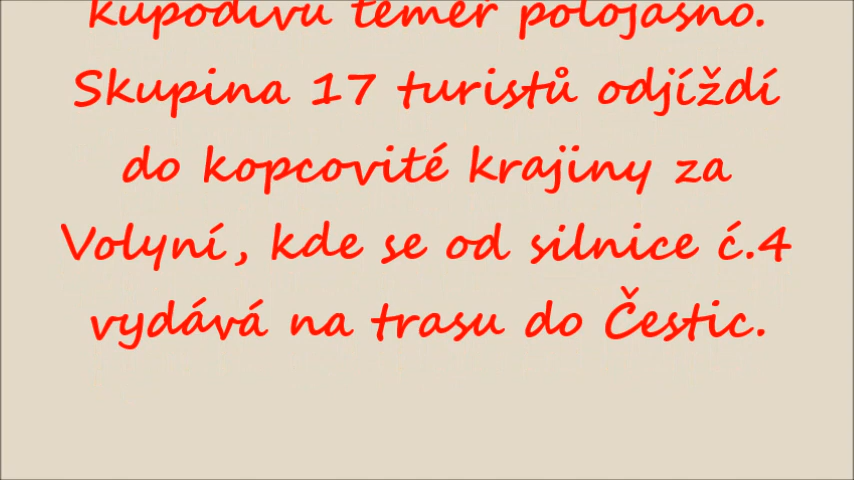 kupodivu téměř polojasno.
Skupina 17 turistů odjíždí
do kopcovité krajiny za
Volyní, kde se od silnice ć.4
vydává na trasu do Čestic.